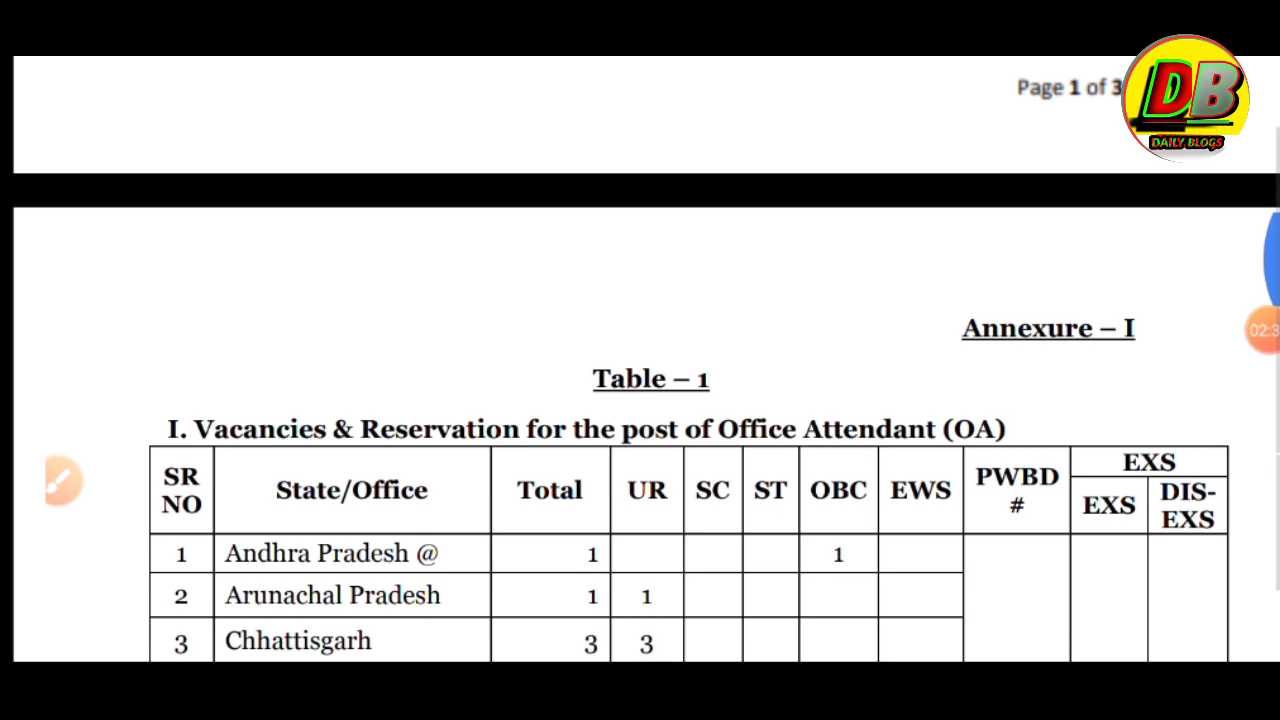 Page 1 of 3
DB
DAILY BLOGS
Annexure – I
02:3
Table – 1
I. Vacancies & Reservation for the post of Office Attendant (OA)
SR NO State/Office Total UR SC ST OBC EWS PWBD # EXS EXS DIS-EXS
1 Andhra Pradesh @ 1 1
2 Arunachal Pradesh 1 1
3 Chhattisgarh 3 3